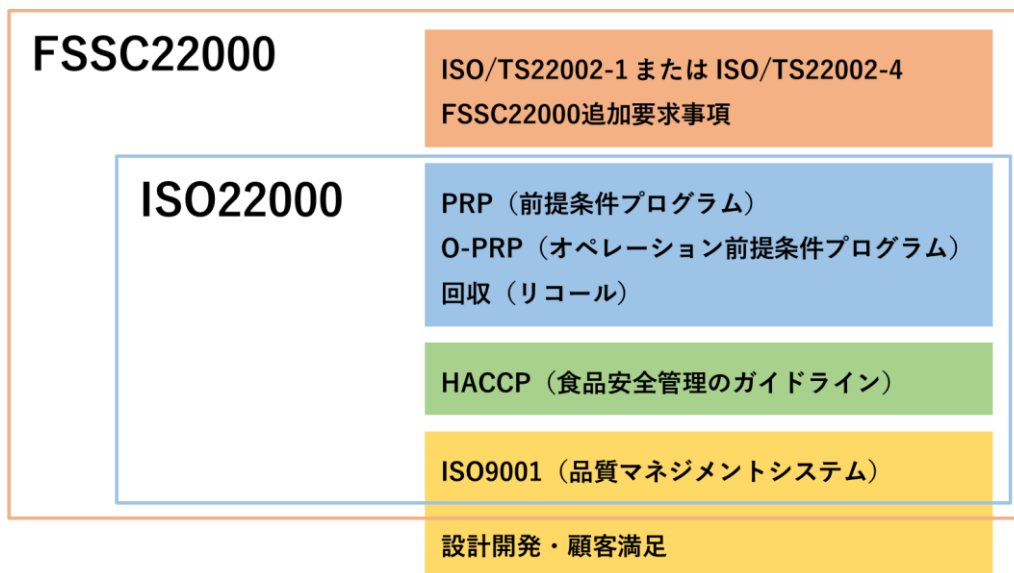 FSSC22000
ISO/TS22002-1 または ISO/TS22002-4
FSSC22000追加要求事項
ISO22000
PRP（前提条件プログラム）
O-PRP（オペレーション前提条件プログラム）
回収（リコール）
HACCP（食品安全管理のガイドライン）
ISO9001（品質マネジメントシステム）
設計開発・顧客満足